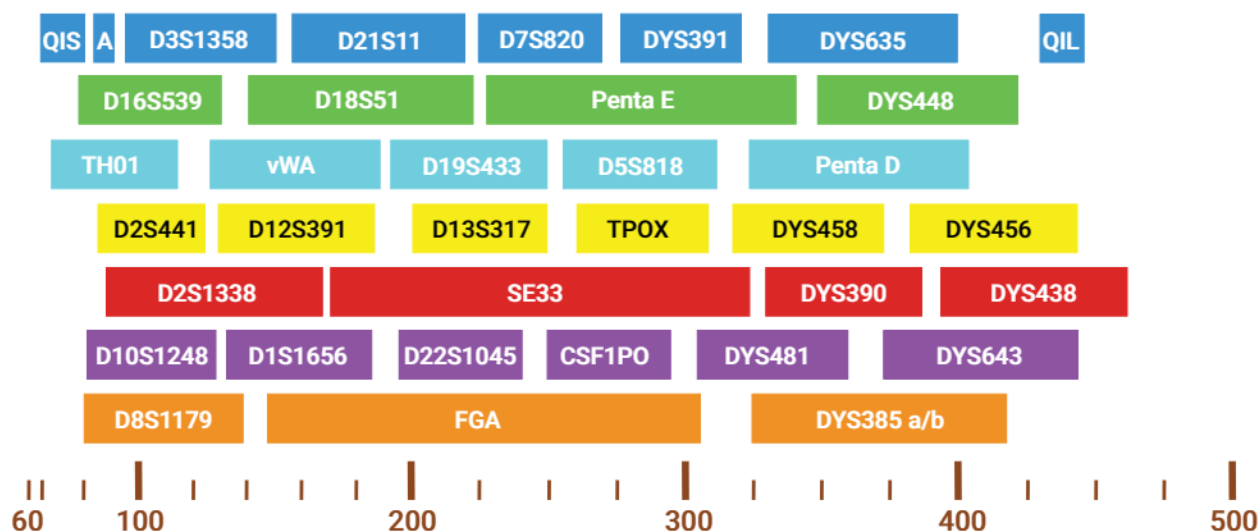 QIS A D3S1358 D21S11 D7S820 DYS391 DYS635 QIL
D16S539 D18S51 Penta E DYS448
TH01 vWA D19S433 D5S818 Penta D
D2S441 D12S391 D13S317 TPOX DYS458 DYS456
D2S1338 SE33 DYS390 DYS438
D10S1248 D1S1656 D22S1045 CSF1PO DYS481 DYS643
D8S1179 FGA DYS385 a/b
60 100 200 300 400 500